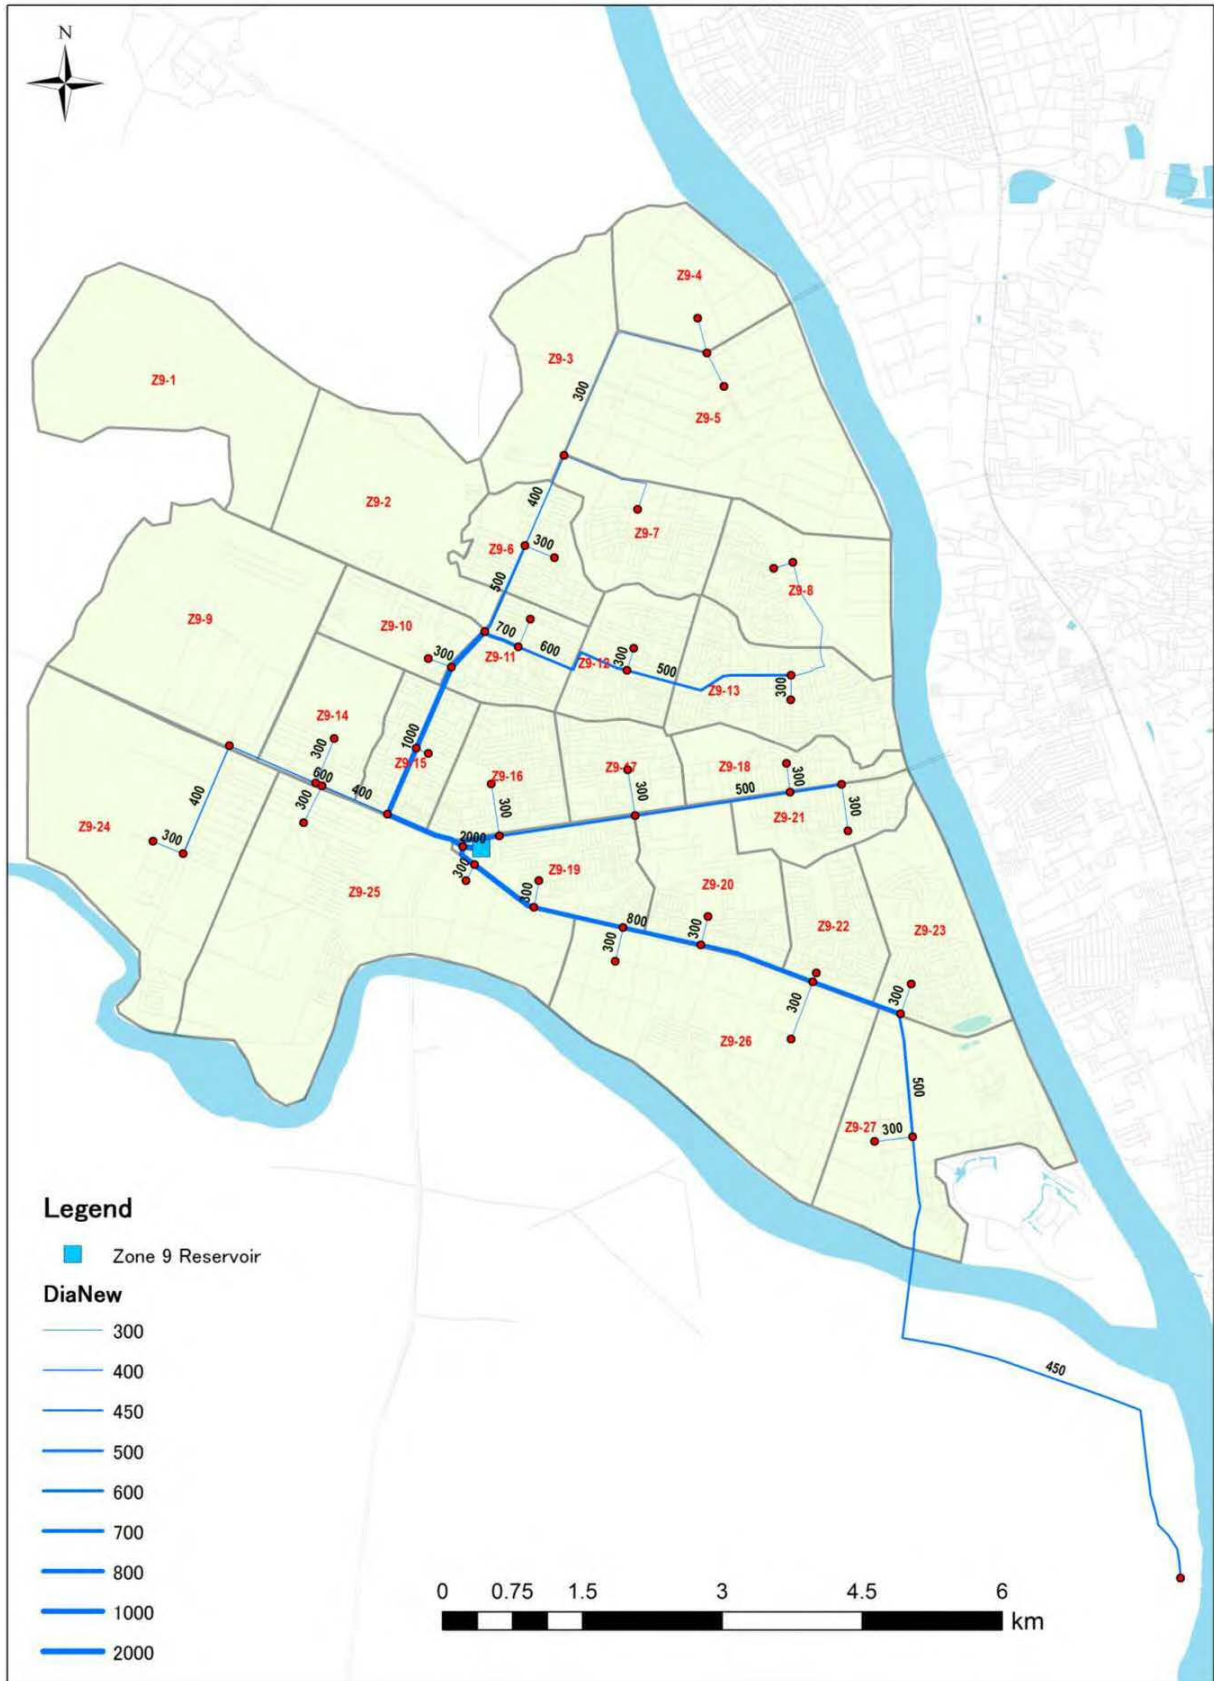 N
Z9-4
Z9-3
Z9-1
300
Z9-5
400
Z9-2
Z9-7
Z9-6
300
500
Z9-8
Z9-9
Z9-10
700
300
Z9-11
600
300
Z9-12
500
Z9-13
300
Z9-14
300
1000
Z9-15
600
400
400
300
Z9-16
300
Z9-17
300
Z9-18
300
500
Z9-21
300
Z9-24
300
2000
300
Z9-19
300
Z9-25
Z9-20
800
300
300
Z9-22
Z9-23
300
300
Z9-26
500
Z9-27
300
450
Legend
Zone 9 Reservoir
DiaNew
300
400
450
500
600
700
800
1000
2000
0 0.75 1.5 3 4.5 6
km